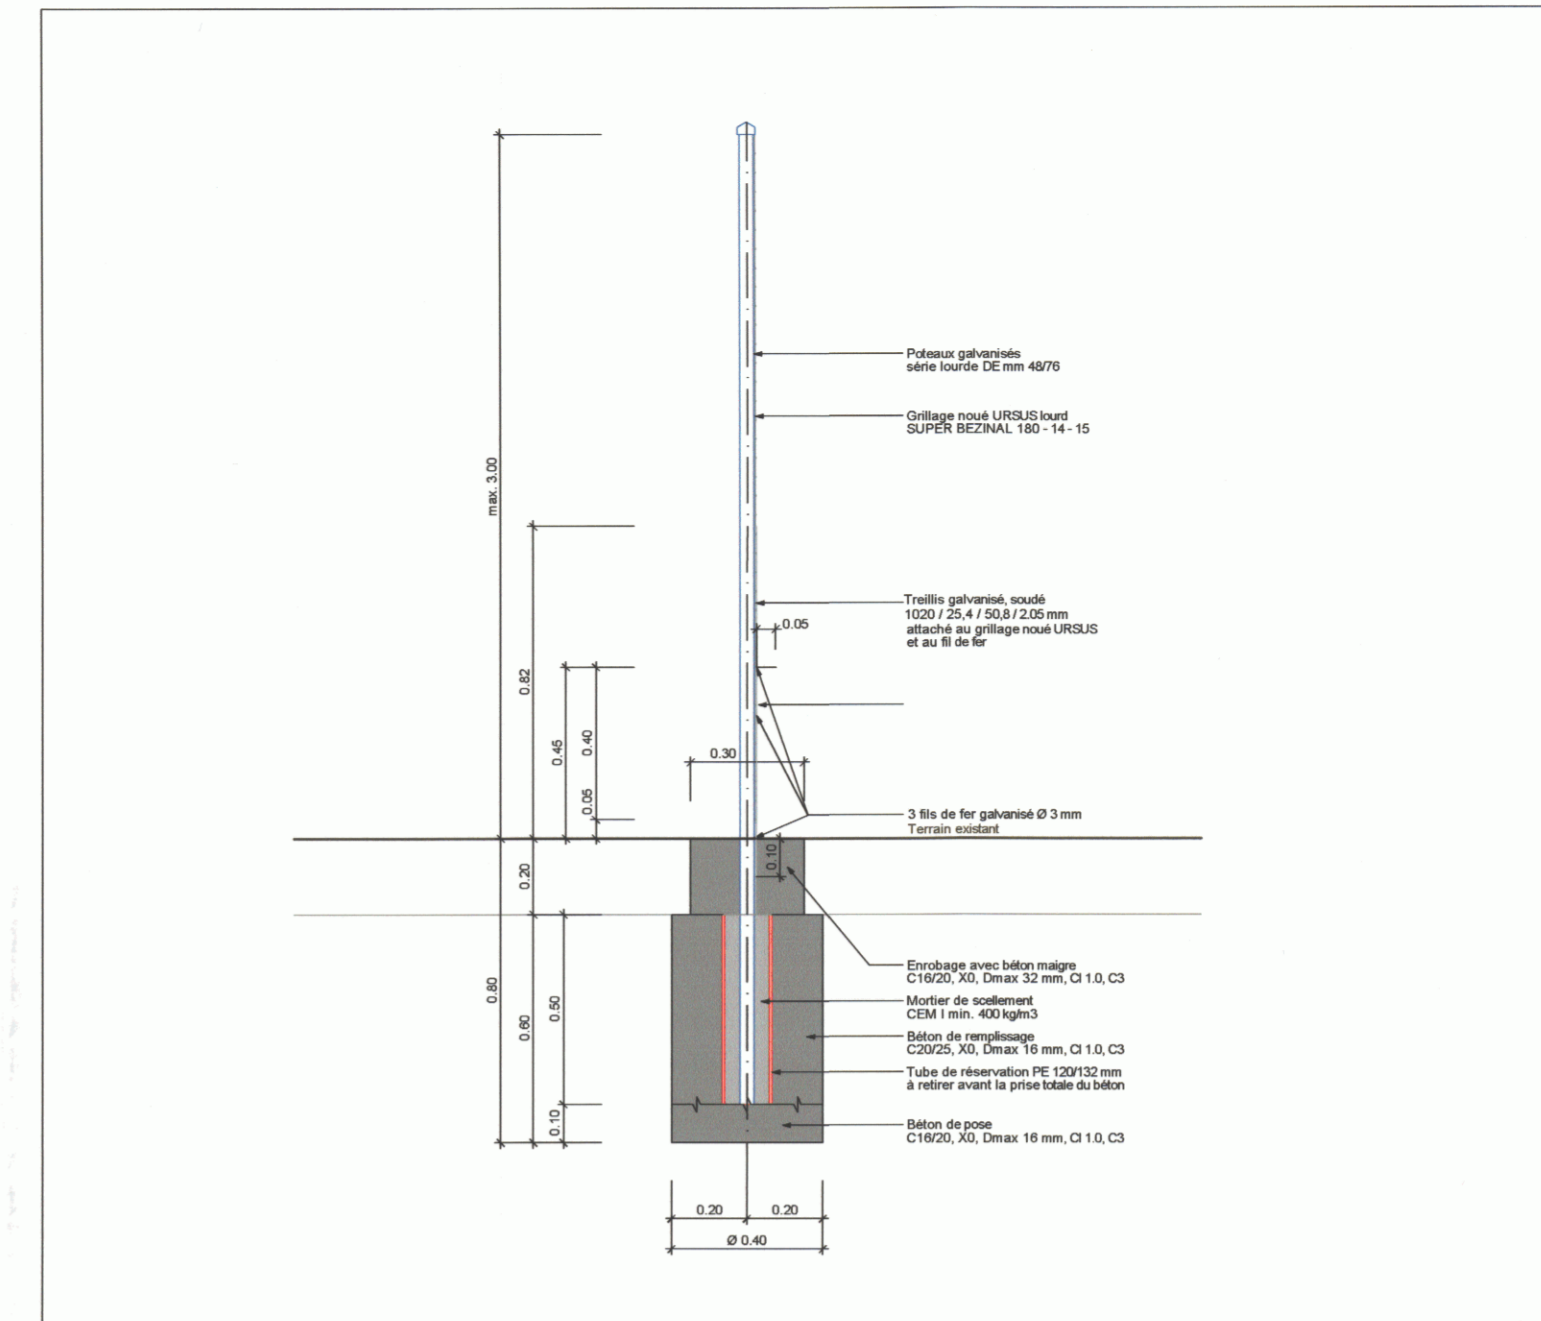 Poteaux galvanisés
série lourde DE mm 48/76
Grillage noué URSUS lourd
SUPER BEZINAL 180 - 14 - 15
max. 3.00
Treillis galvanisé, soudé
1020 / 25,4 / 50,8 / 2.05 mm
attaché au grillage noué URSUS
et au fil de fer
0.05
0.82
0.45
0.40
0.05
0.30
3 fils de fer galvanisé Ø 3 mm
Terrain existant
0.10
0.20
Enrobage avec béton maigre
C16/20, X0, Dmax 32 mm, Cl 1.0, C3
Mortier de scellement
CEM I min. 400 kg/m3
Béton de remplissage
C20/25, X0, Dmax 16 mm, Cl 1.0, C3
Tube de réservation PE 120/132 mm
à retirer avant la prise totale du béton
Béton de pose
C16/20, X0, Dmax 16 mm, Cl 1.0, C3
0.80
0.60
0.50
0.10
0.20 0.20
Ø 0.40